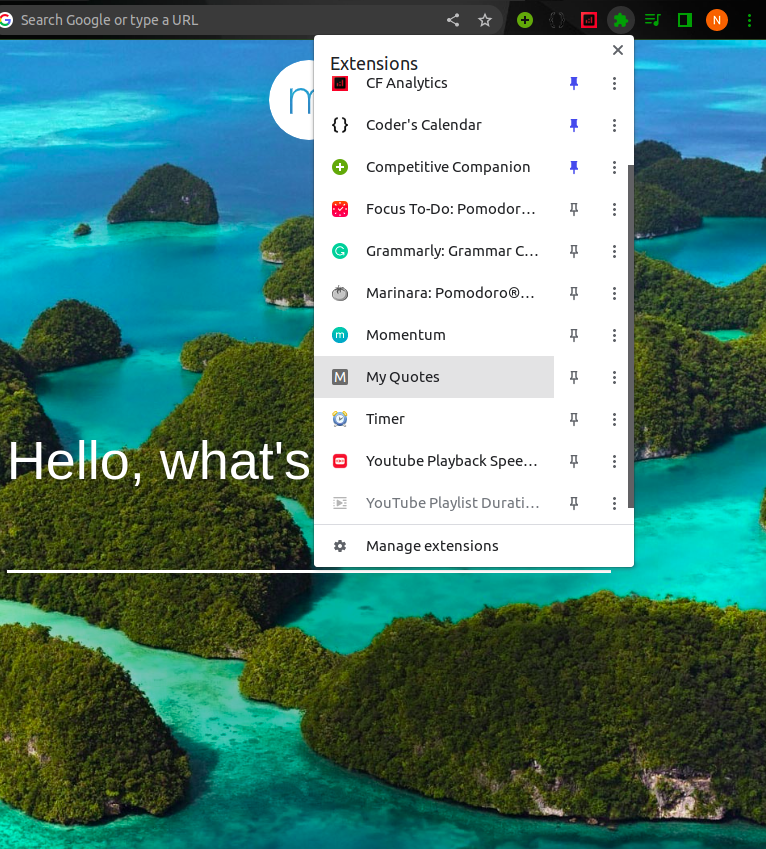 Search Google or type a URL
N
Extensions
CF Analytics
Coder's Calendar
Competitive Companion
Focus To-Do: Pomodor...
Grammarly: Grammar C...
Marinara: Pomodoro®...
m Momentum
M My Quotes
Timer
Hello, what's
Youtube Playback Spee...
YouTube Playlist Durati...
Manage extensions